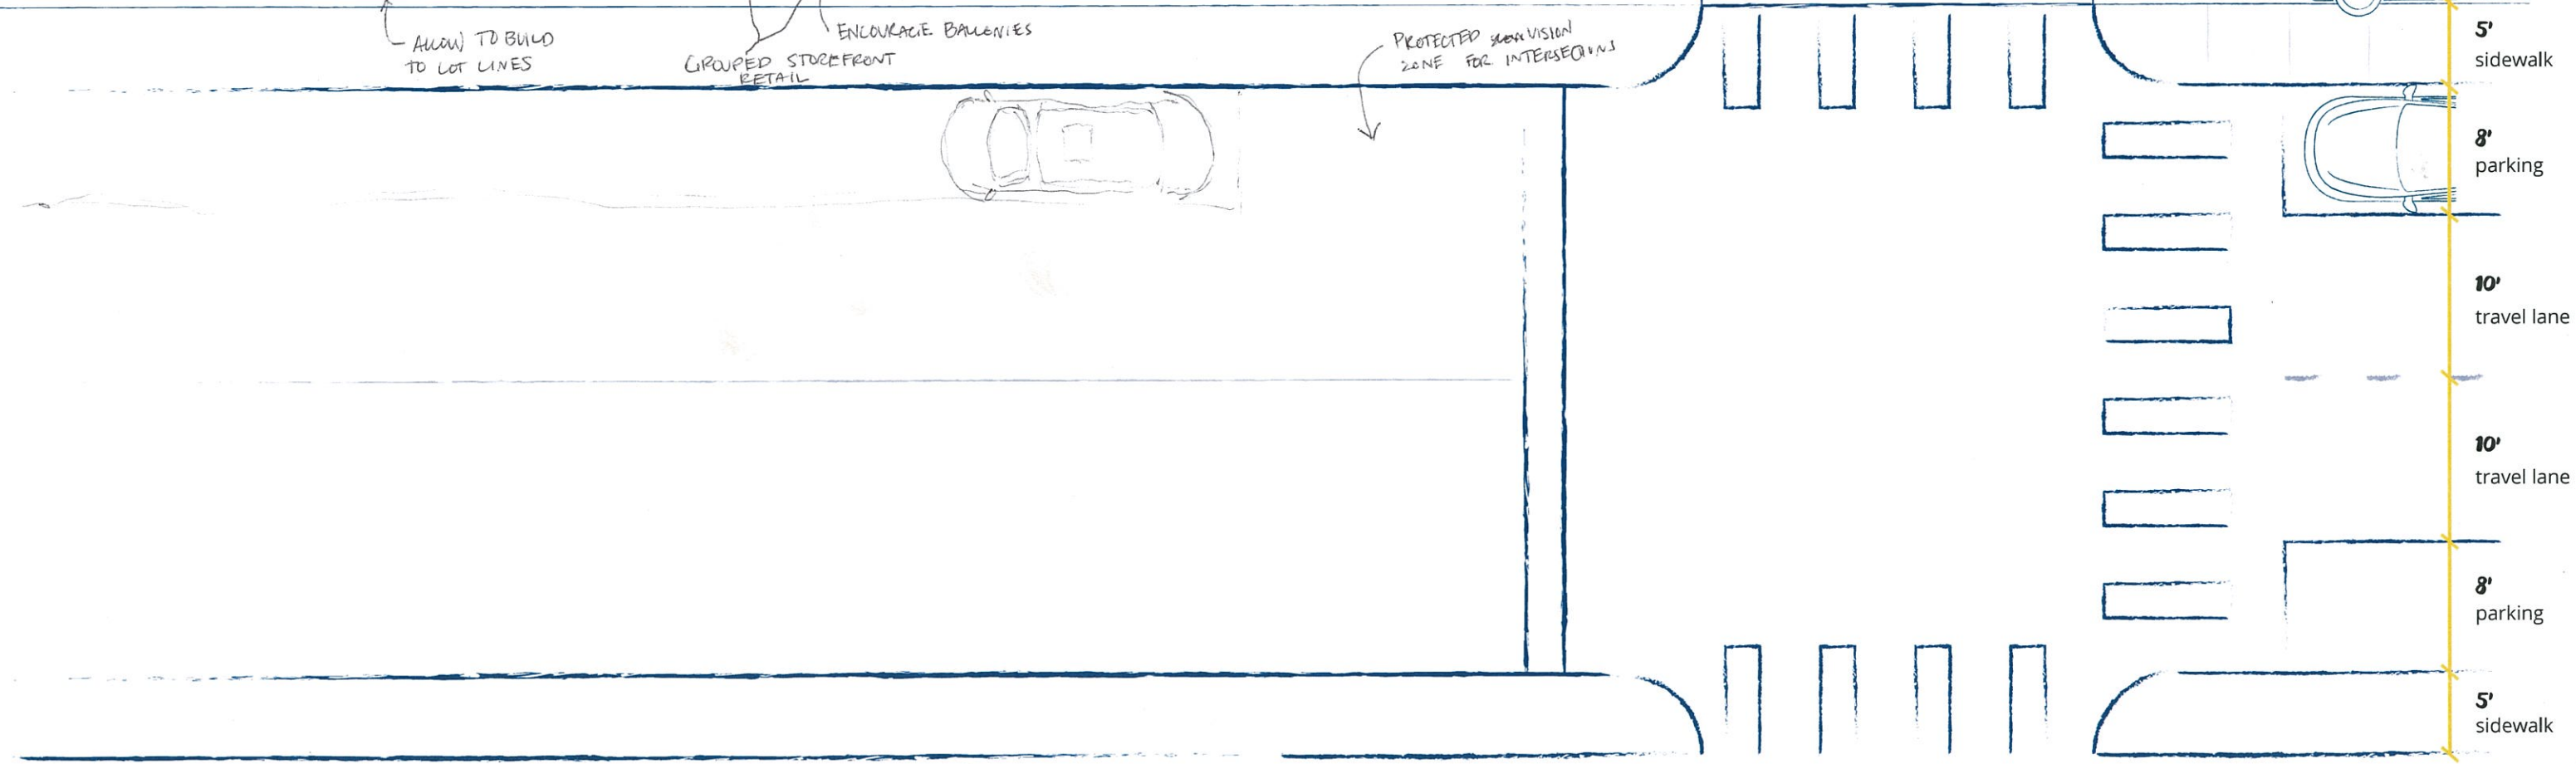 ALLOW TO BUILD
TO LOT LINES
GROUPED STOREFRONT
RETAIL
ENCOURAGE BALCONIES
PROTECTED VISION
ZONE FOR INTERSECTIONS
5'
sidewalk
8'
parking
10'
travel lane
10'
travel lane
8'
parking
5'
sidewalk